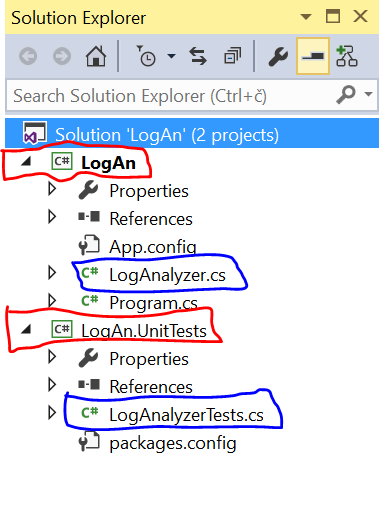 Solution Explorer
Search Solution Explorer (Ctrl+č)
Solution 'LogAn' (2 projects)
C# LogAn
Properties
References
App.config
C# LogAnalyzer.cs
C# Program.cs
C# LogAn.UnitTests
Properties
References
C# LogAnalyzerTests.cs
packages.config